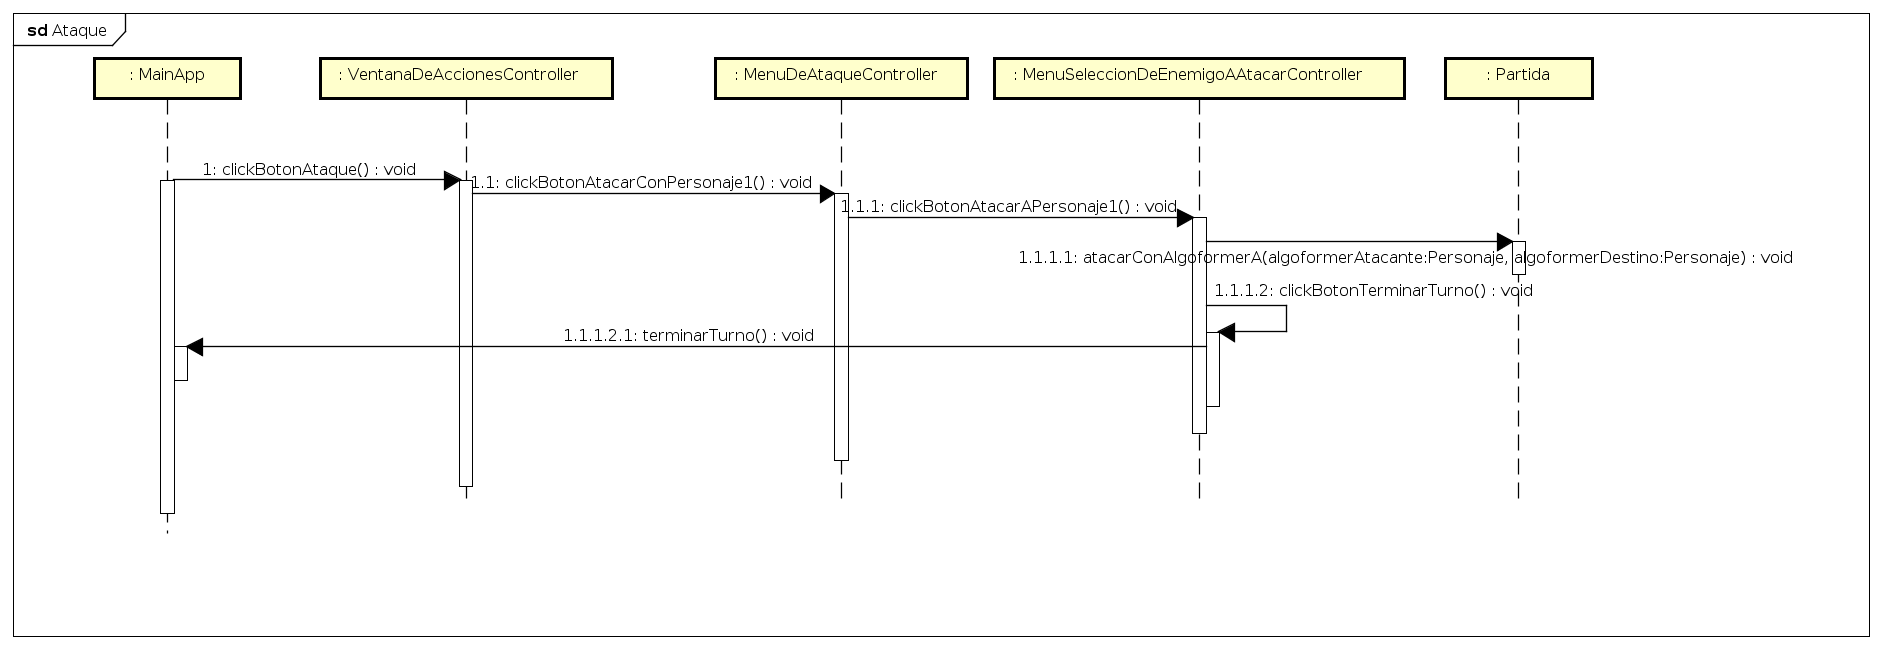 sd Ataque
: MainApp
: VentanaDeAccionesController
: MenuDeAtaqueController
: MenuSeleccionDeEnemigoAAtacarController
: Partida
1: clickBotonAtaque() : void
1.1: clickBotonAtacarConPersonaje1() : void
1.1.1: clickBotonAtacarAPersonaje1() : void
1.1.1.1: atacarConAlgoformerA(algoformerAtacante:Personaje, algoformerDestino:Personaje) : void
1.1.1.2: clickBotonTerminarTurno() : void
1.1.1.2.1: terminarTurno() : void